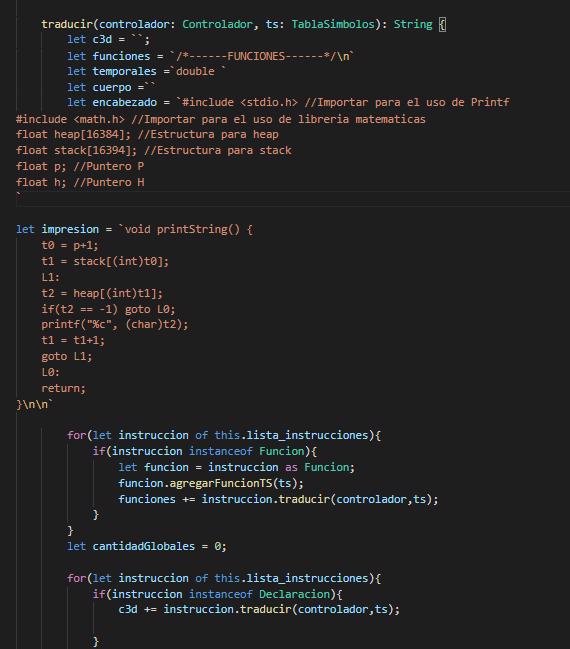 traducir(controlador: Controlador, ts: TablaSimbolos): String {
let c3d = ``;
let funciones = `/*------FUNCIONES------*/\n`
let temporales =`double `
let cuerpo =``
let encabezado = `#include <stdio.h> //Importar para el uso de Printf
#include <math.h> //Importar para el uso de libreria matematicas
float heap[16384]; //Estructura para heap
float stack[16394]; //Estructura para stack
float p; //Puntero P
float h; //Puntero H
`
let impresion = `void printString() {
t0 = p+1;
t1 = stack[(int)t0];
L1:
t2 = heap[(int)t1];
if(t2 == -1) goto L0;
printf("%c", (char)t2);
t1 = t1+1;
goto L1;
L0:
return;
}\n\n`
for(let instruccion of this.lista_instrucciones){
if(instruccion instanceof Funcion){
let funcion = instruccion as Funcion;
funcion.agregarFuncionTS(ts);
funciones += instruccion.traducir(controlador,ts);
}
}
let cantidadGlobales = 0;
for(let instruccion of this.lista_instrucciones){
if(instruccion instanceof Declaracion){
c3d += instruccion.traducir(controlador,ts);
}